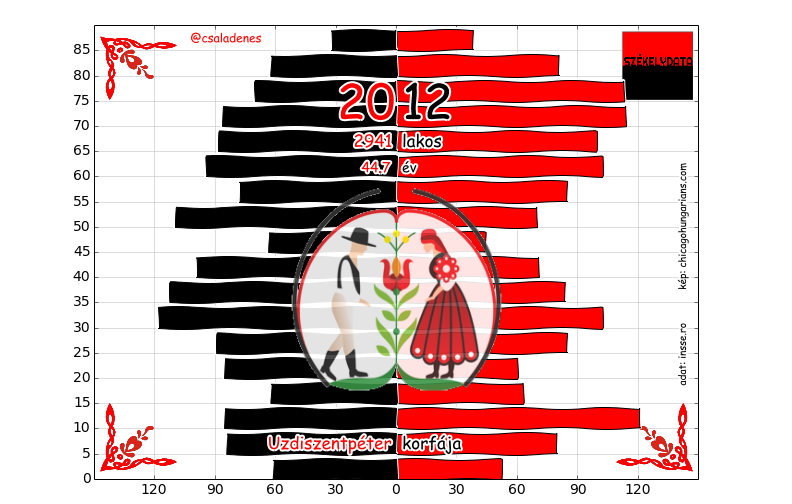 @csaladenes
SZÉKELYDATA
2012
2941 lakos
44.7 év
kép: chicagohungarians.com
adat: insse.ro
Uzdiszentpéter korfája
85
80
75
70
65
60
55
50
45
40
35
30
25
20
15
10
5
0
120 90 60 30 0 30 60 90 120